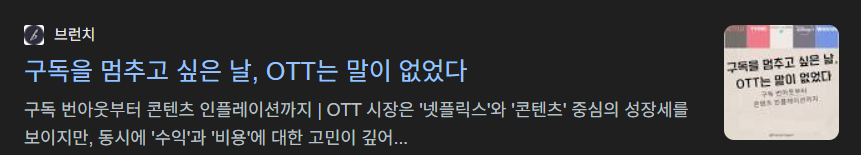 브런치
구독을 멈추고 싶은 날, OTT는 말이 없었다
구독 번아웃부터 콘텐츠 인플레이션까지 | OTT 시장은 '넷플릭스'와 '콘텐츠' 중심의 성장세를
보이지만, 동시에 '수익'과 '비용'에 대한 고민이 깊어...
구독을 멈추고 싶은 날,
OTT는 말이 없었다
구독 번아웃부터
콘텐츠 인플레이션까지